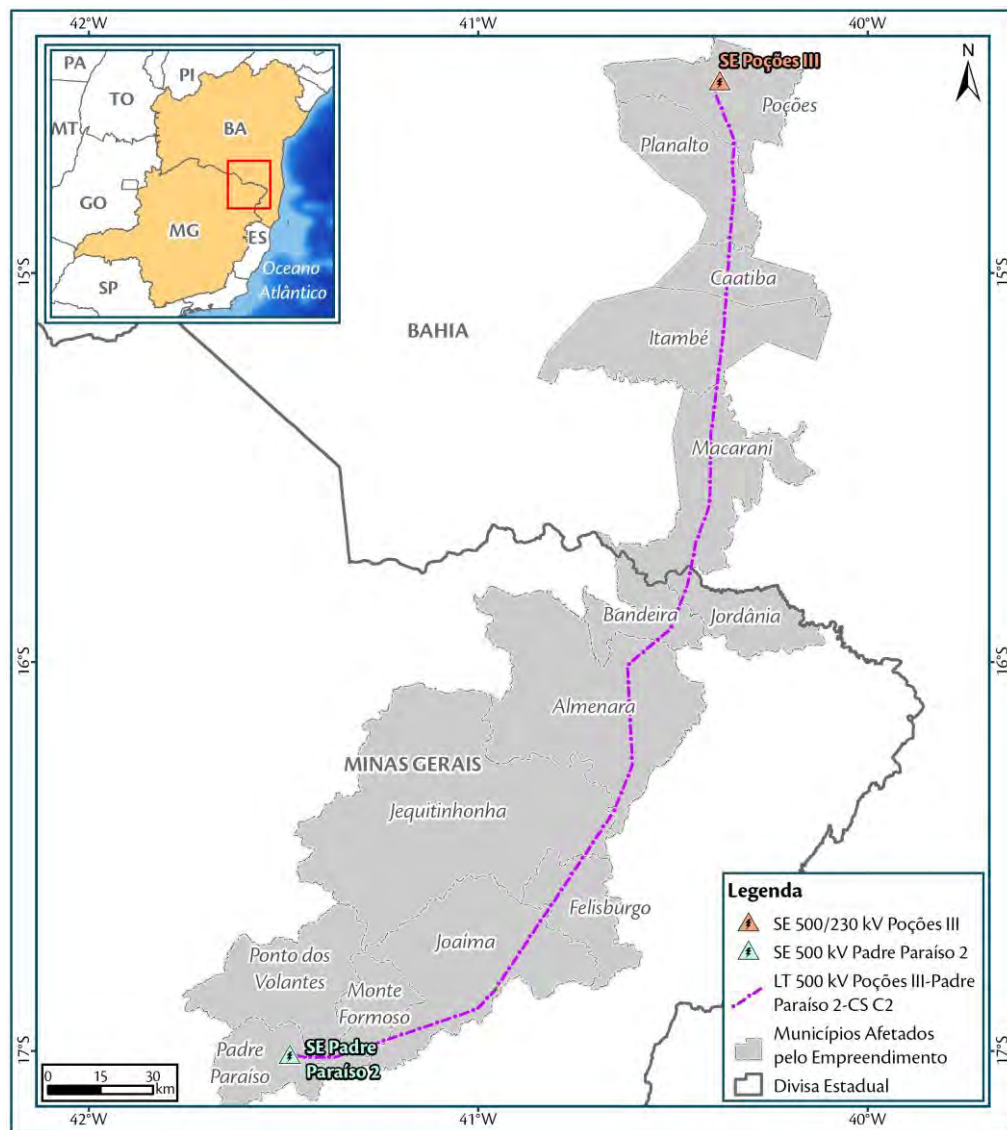 42°W
41°W
40°W
PA
PI
TO
MT
BA
GO
MG
ES
SP
Oceano
Atlântico
N
SE Poções III
Poções
Planalto
15°S
15°S
Caatiba
BAHIA
Itambé
Macarani
Bandeira
Jordânia
16°S
16°S
Almenara
MINAS GERAIS
Jequitinhonha
Felisburgo
Joaíma
Ponto dos
Volantes
Monte
Formoso
Padre
Paraíso
SE Padre
Paraíso 2
17°S
17°S
0 15 30
km
Legenda
SE 500/230 kV Poções III
SE 500 kV Padre Paraíso 2
LT 500 kV Poções III-Padre
Paraíso 2-CS C2
Municípios Afetados
pelo Empreendimento
Divisa Estadual
42°W
41°W
40°W